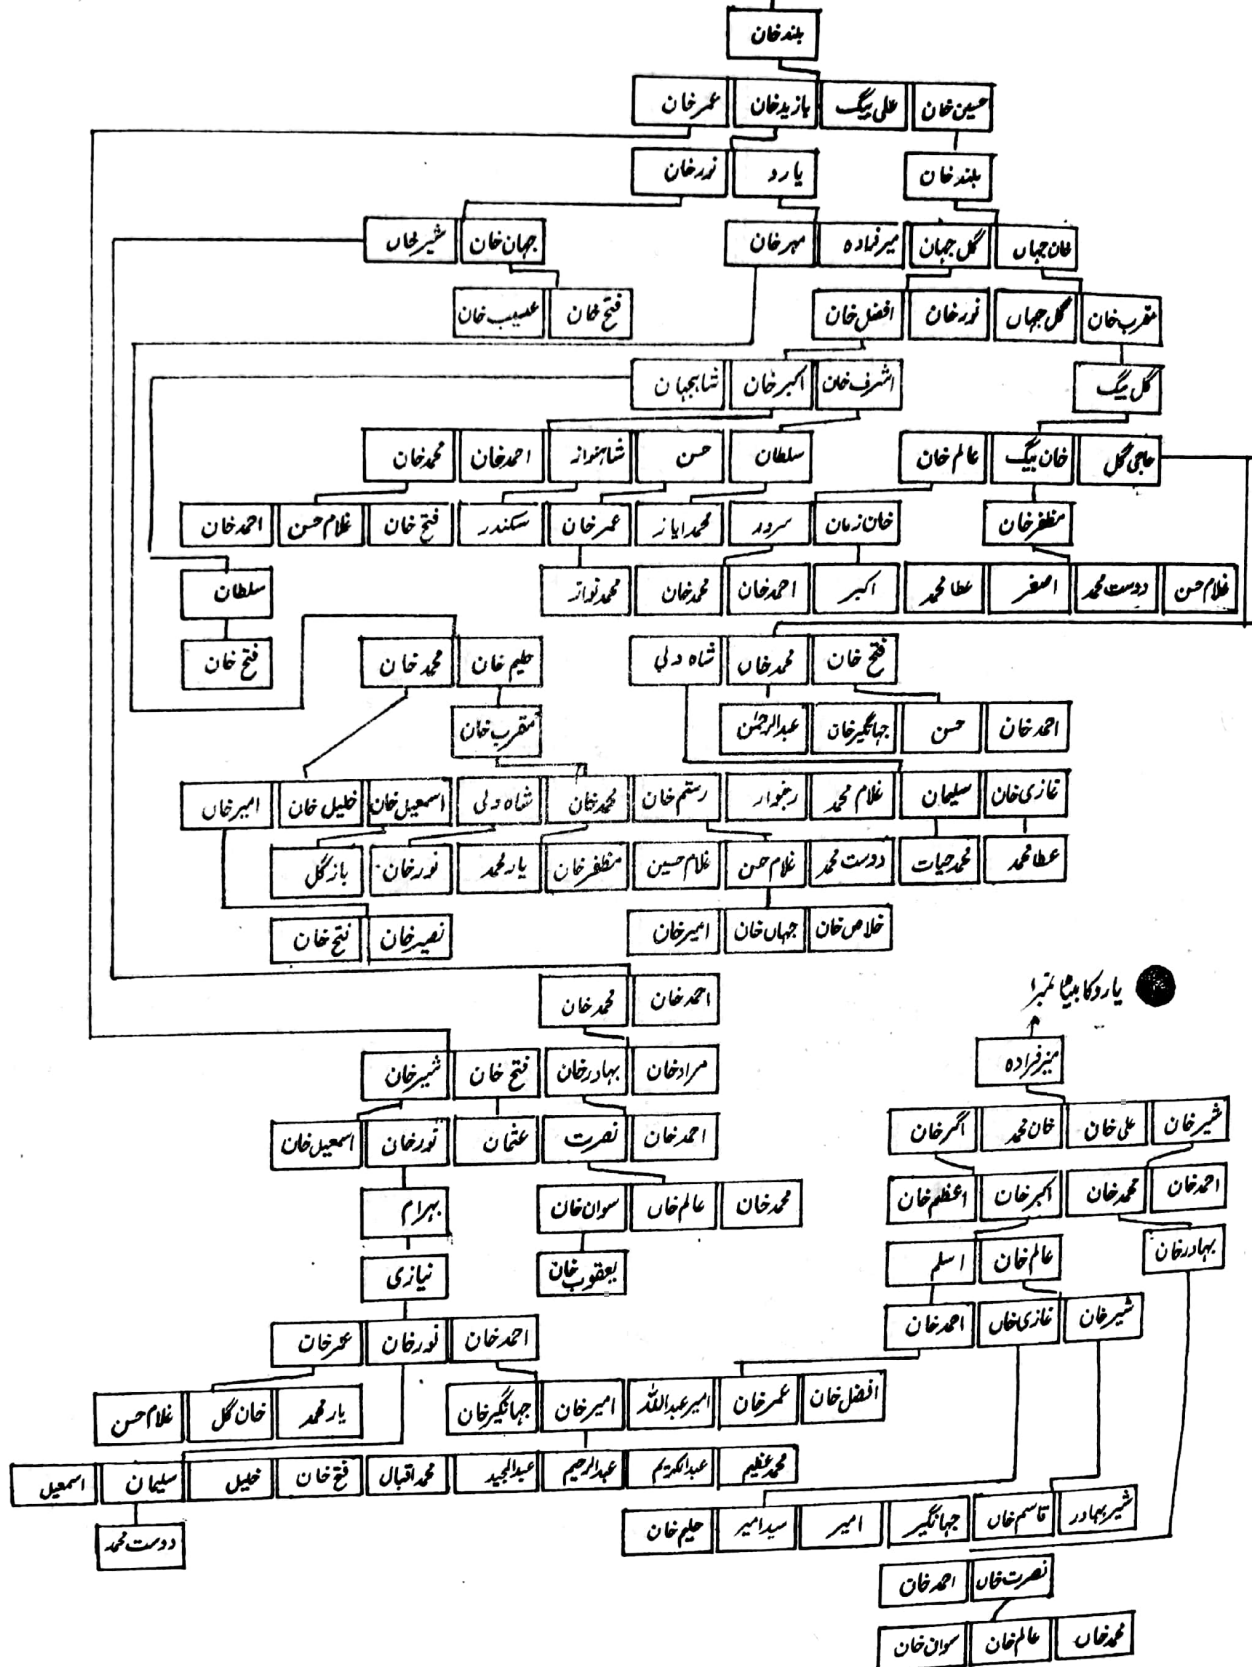 بلند خان
حسین خان علی بیگ بازید خان عمر خان
بلند خان یارو نور خان
خان جہاں گل جہان میر فرادہ مہر خان جہان خان شیر خاں
مقرب خان گل جہاں نور خان افضل خان فتح خان
گل بیگ اشرف خان اکبر خان شاہجہان
حاجی گل خان بیگ عالم خان سلطان حسن شاہنواز احمد خان محمد خان
مظفر خان خان زمان سرور محمد ایاز عمر خان سکندر فتح خان غلام حسن احمد خان
غلام حسن دوست محمد اصغر عطا محمد اکبر احمد خان محمد خان محمد نواز سلطان
فتح خان محمد خاں شاہ ولی حلیم خان محمد خان فتح خان
احمد خان حسن جہانگیر خان عبدالرحمٰن مقرب خان
غازی خان سلیمان غلام محمد رستم خان محمد خان شاہ ولی اسمعیل خان خلیل خان امیر خاں
عطا محمد محمد حیات دوست محمد غلام حسن غلام حسین مظفر خان یار محمد نور خان باز گل
خلاص خان جہاں خان امیر خان نصیر خان فتح خان
احمد خان محمد خان
یارو کا بیٹا نمبر ۱
میر فرادہ
مراد خان بہادر خان فتح خان شیر خان
شیر خان علی خان خان محمد اکبر خان
احمد خان نصرت عثمان نور خان اسمعیل خان
احمد خان محمد خان اکبر خان اعظم خان
محمد خان عالم خاں سوان خان بہرام
بہادر خان عالم خان اسلم
یعقوب خان نیازی
شیر خان غازی خاں احمد خان
احمد خان نور خان عمر خان
افضل خان عمر خان امیر عبداللہ امیر خان جہانگیر خان یار محمد خان گل غلام حسن
محمد عظیم عبدالکریم عبدالرحیم عبدالمجید محمد اقبال فتح خان خلیل سلیمان اسمعیل
شیر بہادر قاسم خاں جہانگیر امیر سید امیر حلیم خان
دوست محمد
نصرت خاں احمد خان
محمد خاں عالم خان سوان خان